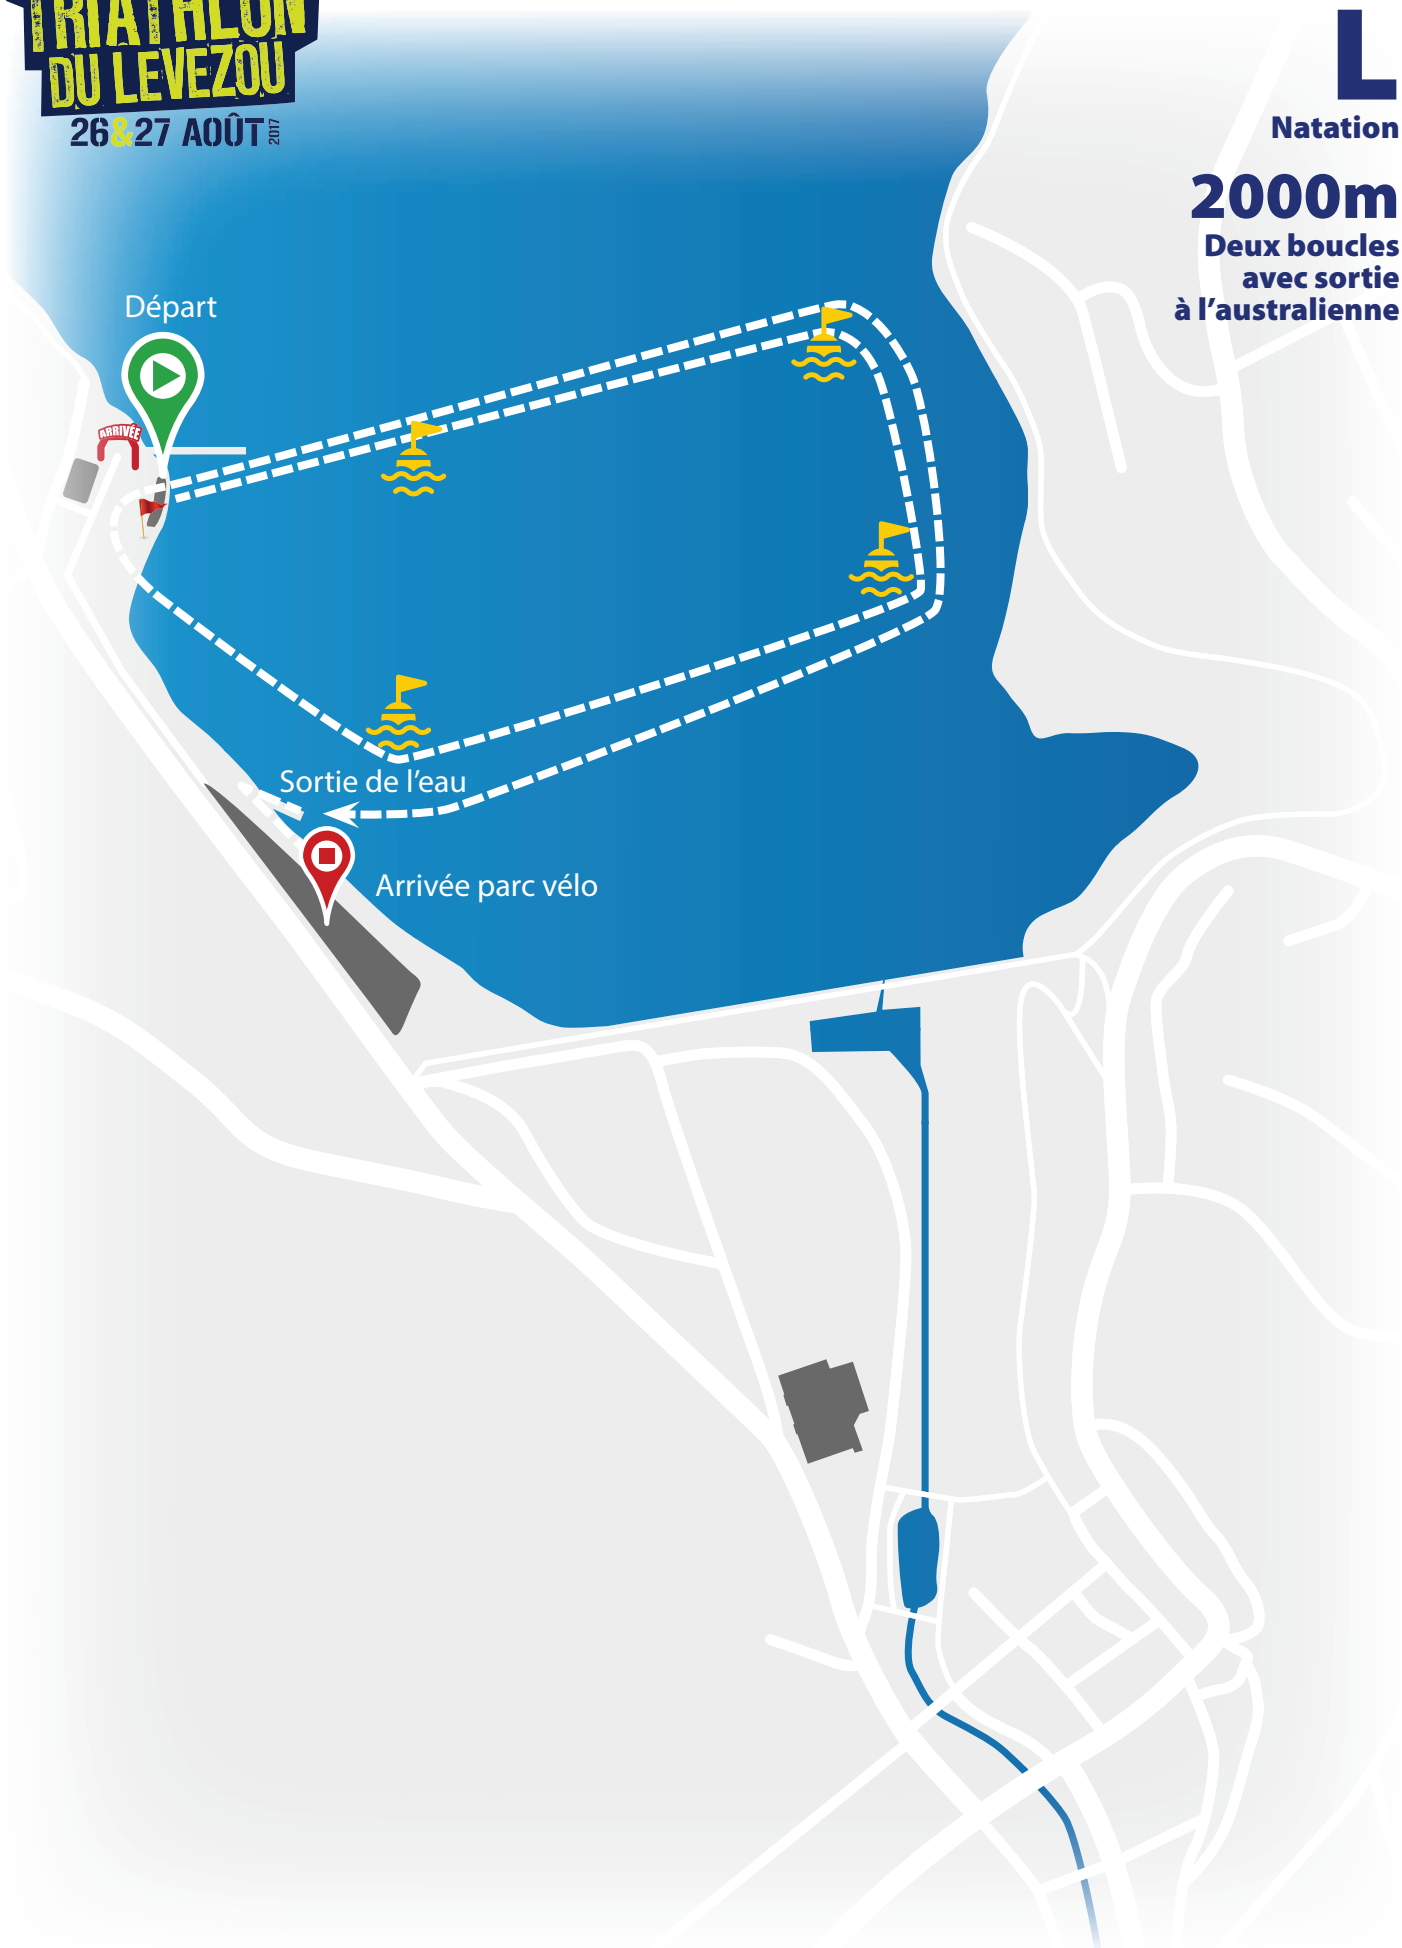 TRIATHLON
DU LEVEZOU
26&27 AOÛT 2017
L
Natation
2000m
Deux boucles
avec sortie
à l'australienne
Départ
ARRIVÉE
Sortie de l'eau
Arrivée parc vélo